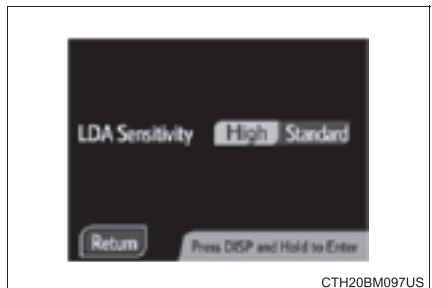 LDA Sensitivity High Standard
Return Press DISP and Hold to Enter
CTH20BM097US